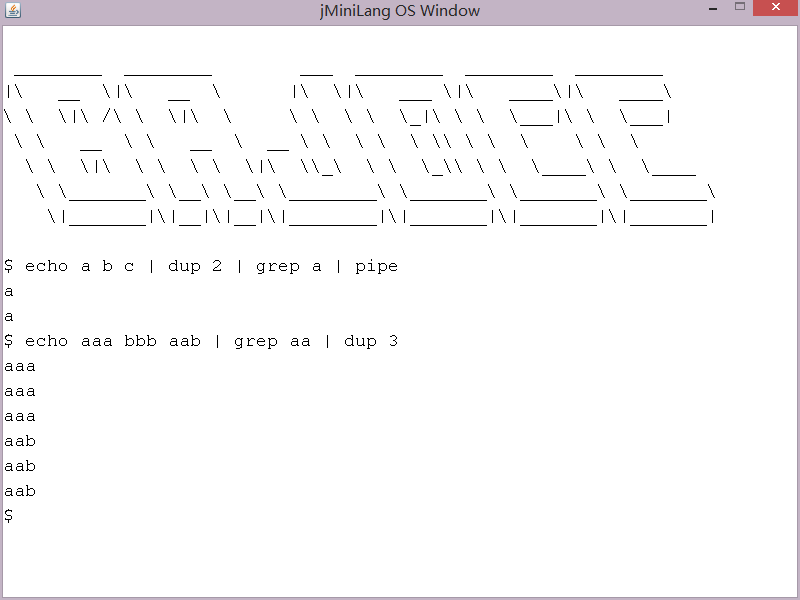 jMiniLang OS Window
BAJDCC
$ echo a b c | dup 2 | grep a | pipe
a
a
$ echo aaa bbb aab | grep aa | dup 3
aaa
aaa
aaa
aab
aab
aab
$